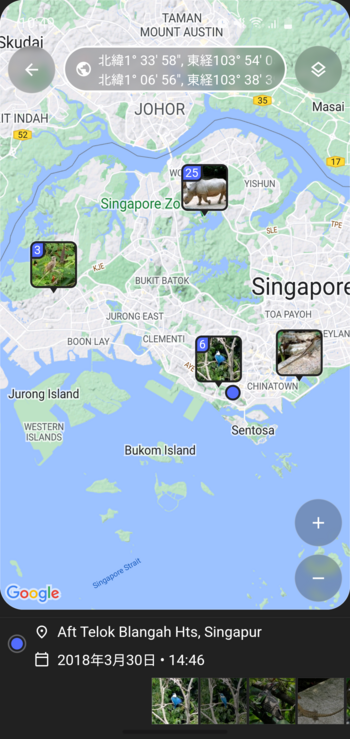 TAMAN
MOUNT AUSTIN
Skudai
北緯1° 33' 58", 東経103° 54' 0
北緯1° 06' 56", 東経103° 38' 3
JOHOR
35
Masai
IT INDAH
52
17
25
WO
YISHUN
Singapore Zo
TPE
SLE
3
KJE
BUKIT BATOK
Singapore
JURONG EAST
TOA PAYOH
BOON LAY
CLEMENTI
6
EYLAN
AYE
CHINATOWN
Jurong Island
WESTERN
ISLANDS
Sentosa
Bukom Island
+
Singapore Strait
−
Google
Aft Telok Blangah Hts, Singapur
2018年3月30日 • 14:46